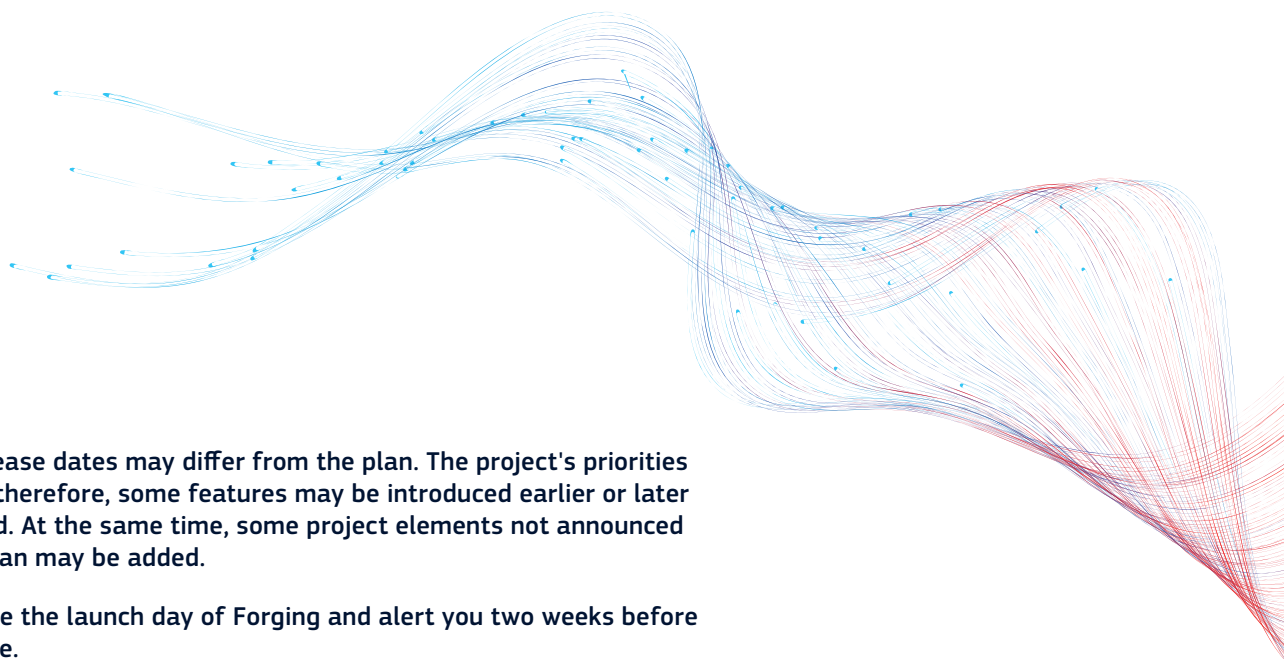 ease dates may differ from the plan. The project's priorities
therefore, some features may be introduced earlier or later
d. At the same time, some project elements not announced
an may be added.
e the launch day of Forging and alert you two weeks before
e.